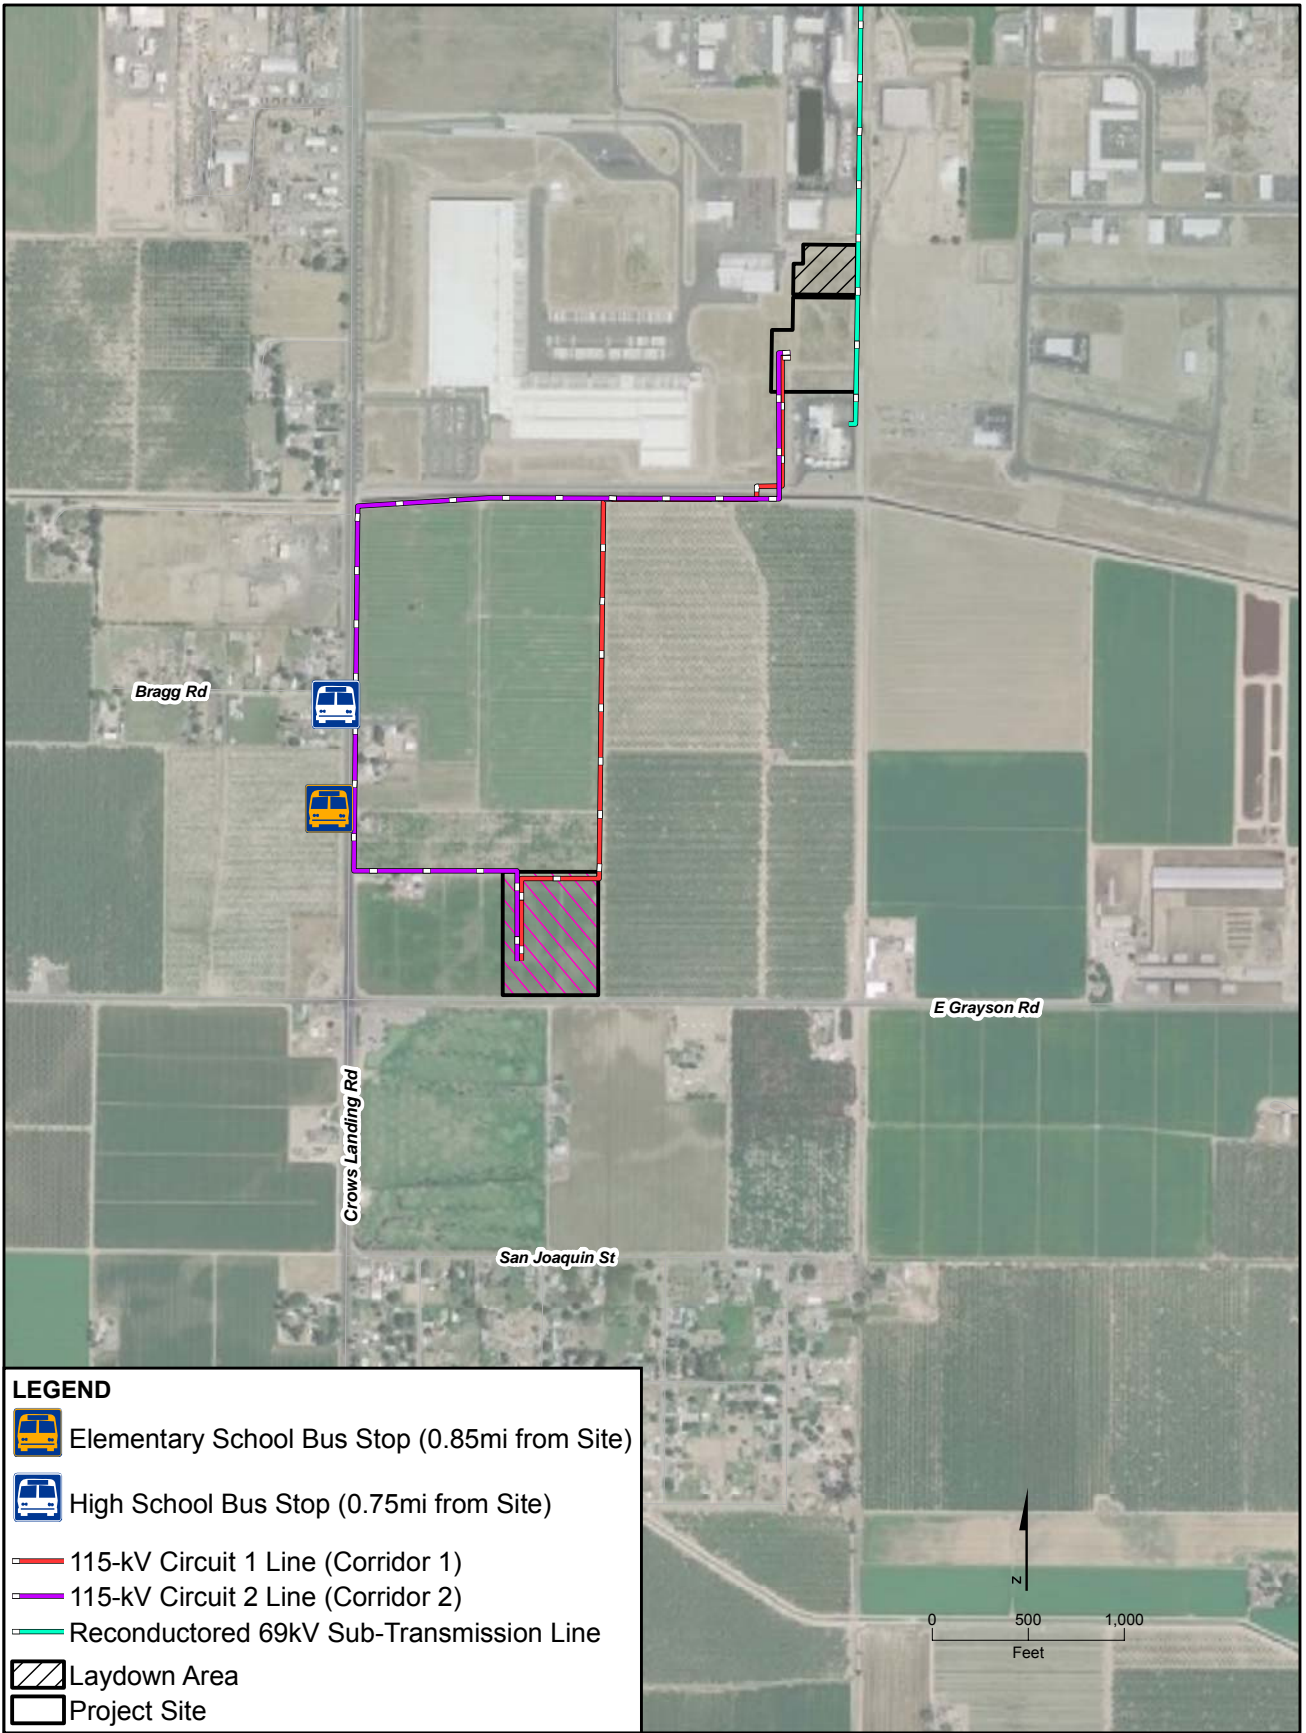 Bragg Rd
E Grayson Rd
Crows Landing Rd
San Joaquin St
LEGEND
Elementary School Bus Stop (0.85mi from Site)
High School Bus Stop (0.75mi from Site)
115-kV Circuit 1 Line (Corridor 1)
115-kV Circuit 2 Line (Corridor 2)
Reconductored 69kV Sub-Transmission Line
Laydown Area
Project Site
Z
0 500 1,000
Feet